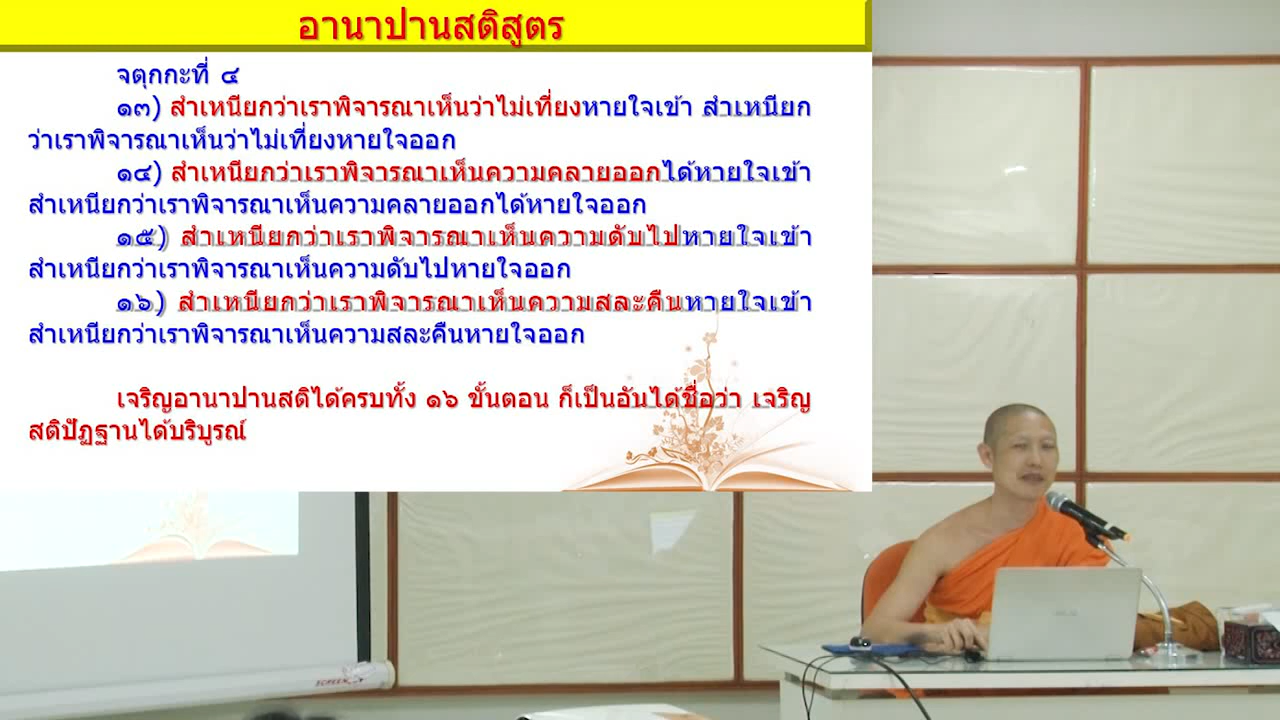 อานาปานสติสูตร
จตุกกะที่ ๔
๑๓) สำเหนียกว่าเราพิจารณาเห็นว่าไม่เที่ยงหายใจเข้า สำเหนียก
ว่าเราพิจารณาเห็นว่าไม่เที่ยงหายใจออก
๑๔) สำเหนียกว่าเราพิจารณาเห็นความคลายออกได้หายใจเข้า
สำเหนียกว่าเราพิจารณาเห็นความคลายออกได้หายใจออก
๑๕) สำเหนียกว่าเราพิจารณาเห็นความดับไปหายใจเข้า
สำเหนียกว่าเราพิจารณาเห็นความดับไปหายใจออก
๑๖) สำเหนียกว่าเราพิจารณาเห็นความสละคืนหายใจเข้า
สำเหนียกว่าเราพิจารณาเห็นความสละคืนหายใจออก
เจริญอานาปานสติได้ครบทั้ง ๑๖ ขั้นตอน ก็เป็นอันได้ชื่อว่า เจริญ
สติปัฏฐานได้บริบูรณ์
ASUS